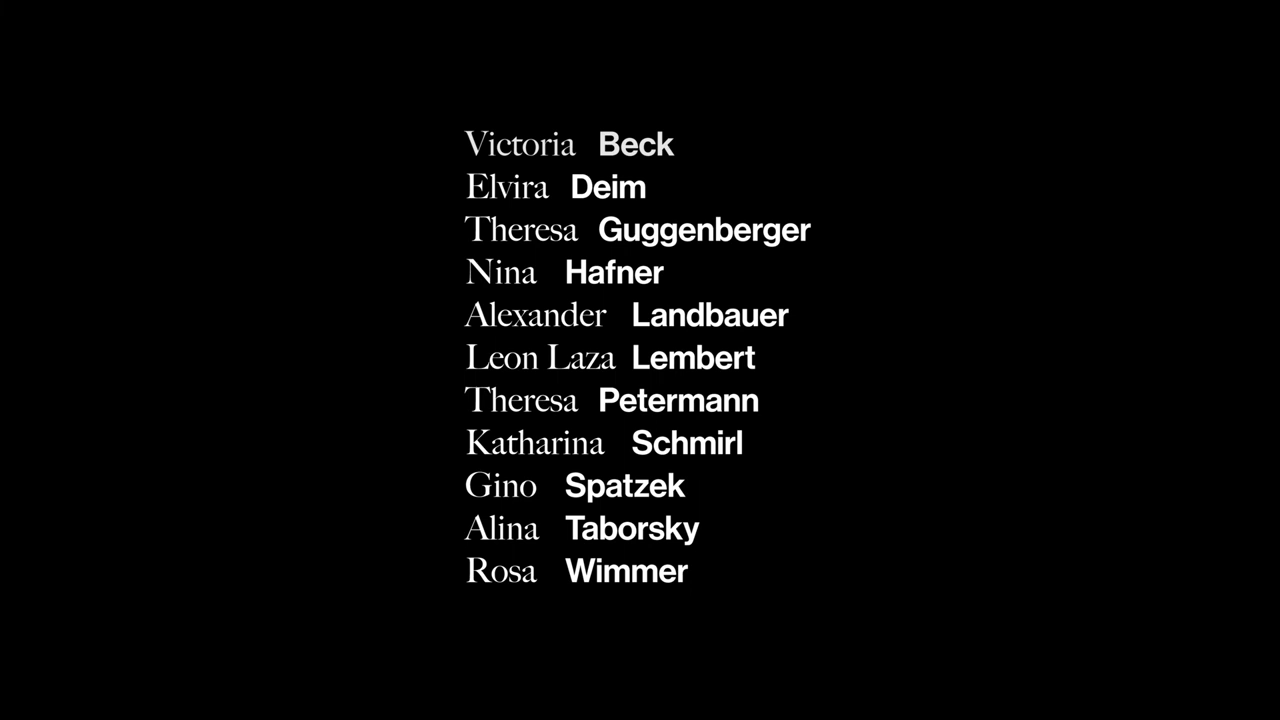 Victoria Beck
Elvira Deim
Theresa Guggenberger
Nina Hafner
Alexander Landbauer
Leon Laza Lembert
Theresa Petermann
Katharina Schmirl
Gino Spatzek
Alina Taborsky
Rosa Wimmer